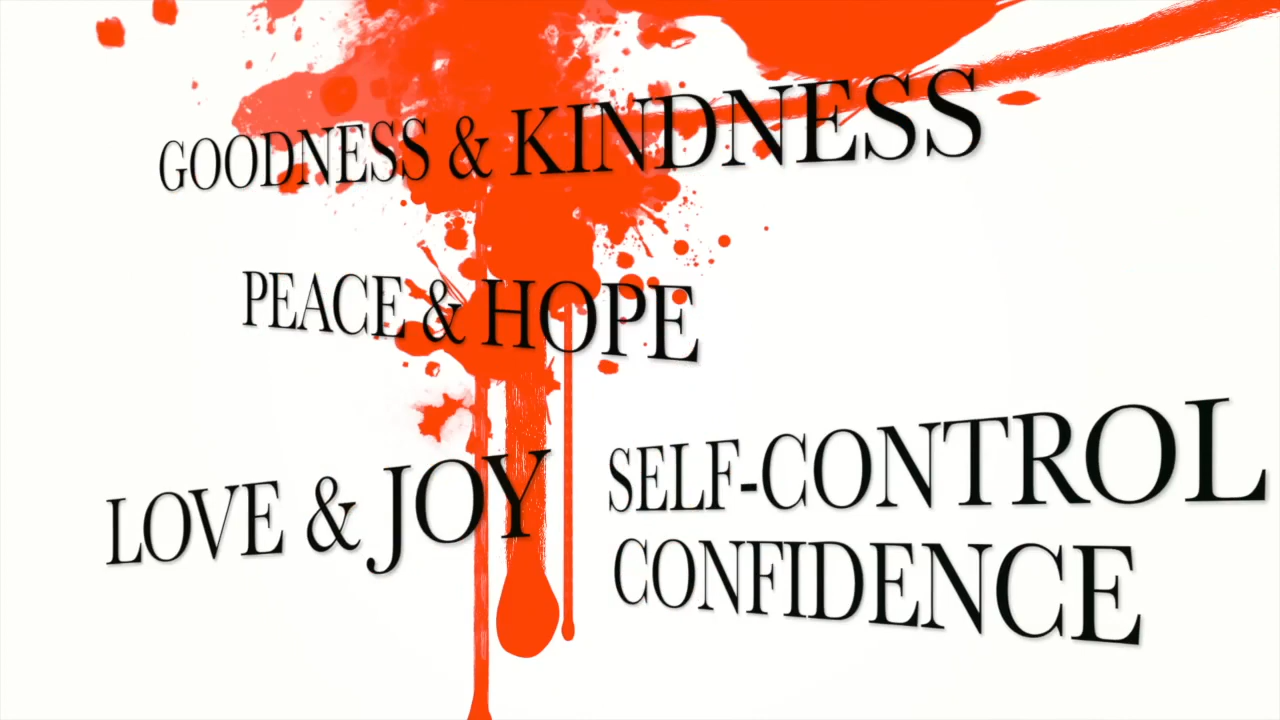 GOODNESS & KINDNESS
PEACE & HOPE
LOVE & JOY
SELF-CONTROL
CONFIDENCE